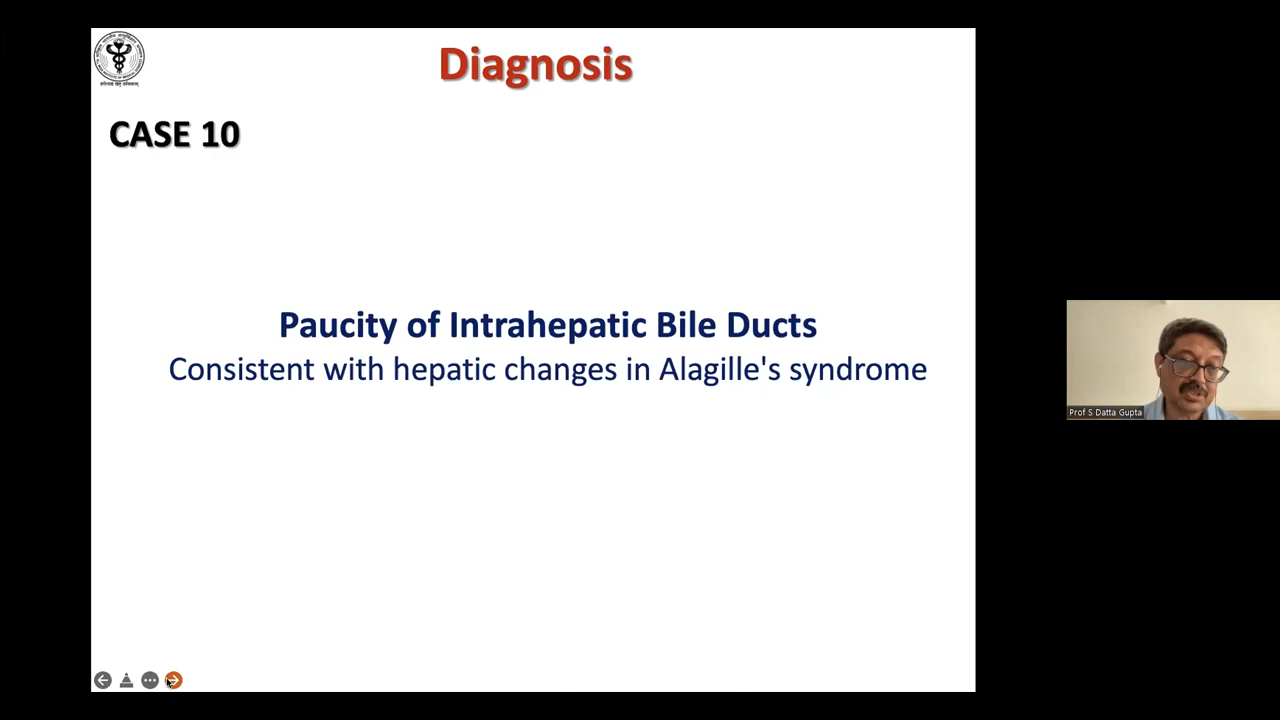 Diagnosis
CASE 10
Paucity of Intrahepatic Bile Ducts
Consistent with hepatic changes in Alagille's syndrome
Prof S Datta Gupta